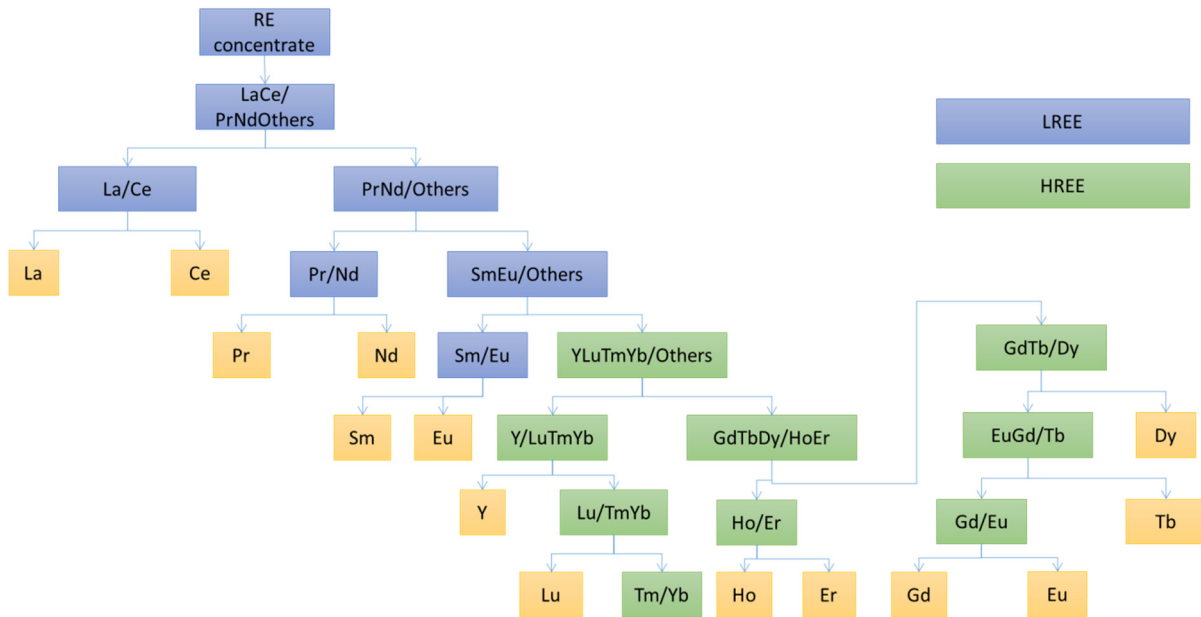 RE
concentrate
LaCe/
PrNdOthers
LREE
HREE
La/Ce
PrNd/Others
La
Ce
Pr/Nd
SmEu/Others
Pr
Nd
Sm/Eu
YLuTmYb/Others
GdTb/Dy
Sm
Eu
Y/LuTmYb
GdTbDy/HoEr
EuGd/Tb
Dy
Y
Lu/TmYb
Ho/Er
Gd/Eu
Tb
Lu
Tm/Yb
Ho
Er
Gd
Eu